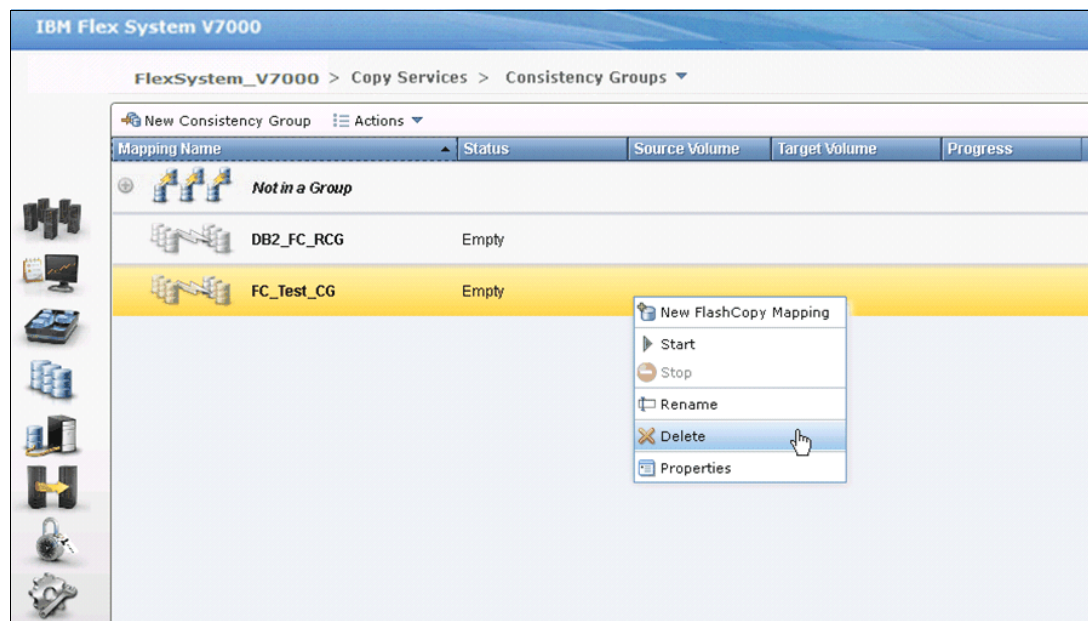 IBM Flex System V7000
FlexSystem_V7000 > Copy Services > Consistency Groups
New Consistency Group Actions
Mapping Name Status Source Volume Target Volume Progress
Not in a Group
DB2_FC_RCG Empty
FC_Test_CG Empty
New FlashCopy Mapping
Start
Stop
Rename
Delete
Properties